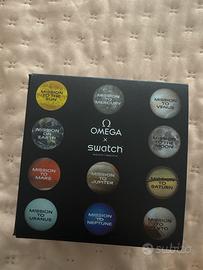 MISSION
TO THE
SUN
MISSION
TO
MERCURY
MISSION
TO
VENUS
MISSION
ON
EARTH
Ω
OMEGA
X
swatch
MISSION
TO THE
MOON
MISSION
TO
MARS
MISSION
TO
JUPITER
MISSION
TO
SATURN
MISSION
TO
URANUS
MISSION
TO
NEPTUNE
MISSION
TO
subito